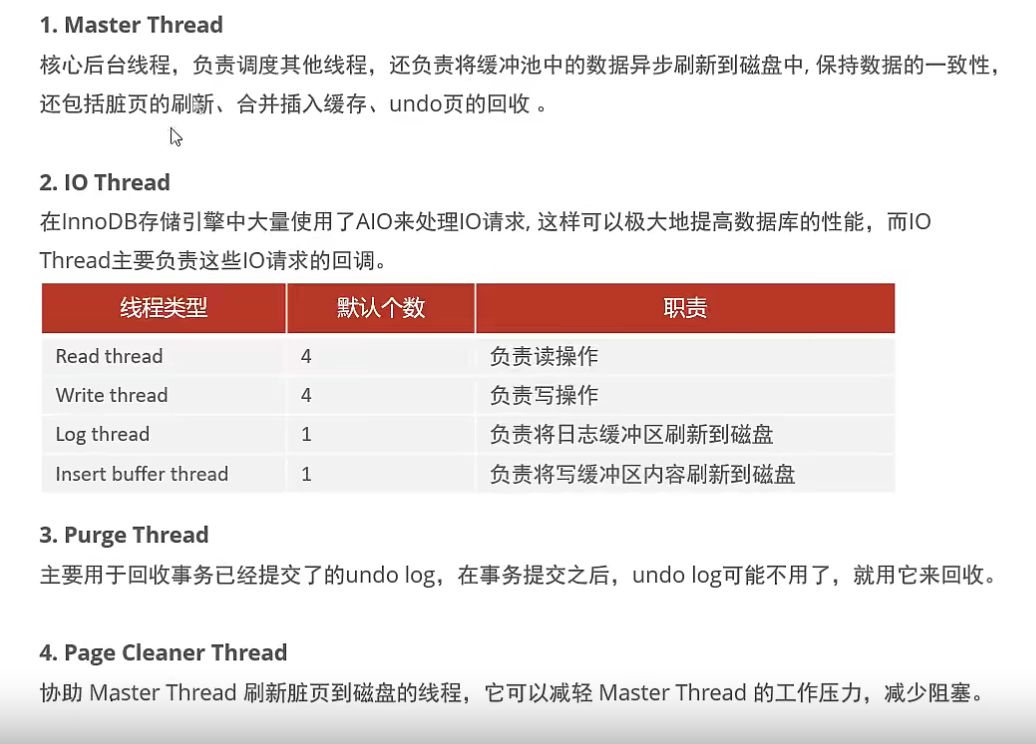 1. Master Thread
核心后台线程，负责调度其他线程，还负责将缓冲池中的数据异步刷新到磁盘中, 保持数据的一致性，
还包括脏页的刷新、合并插入缓存、undo页的回收 。
2. IO Thread
在InnoDB存储引擎中大量使用了AIO来处理IO请求, 这样可以极大地提高数据库的性能，而IO
Thread主要负责这些IO请求的回调。
线程类型 默认个数 职责
Read thread 4 负责读操作
Write thread 4 负责写操作
Log thread 1 负责将日志缓冲区刷新到磁盘
Insert buffer thread 1 负责将写缓冲区内容刷新到磁盘
3. Purge Thread
主要用于回收事务已经提交了的undo log，在事务提交之后，undo log可能不用了，就用它来回收。
4. Page Cleaner Thread
协助 Master Thread 刷新脏页到磁盘的线程，它可以减轻 Master Thread 的工作压力，减少阻塞。